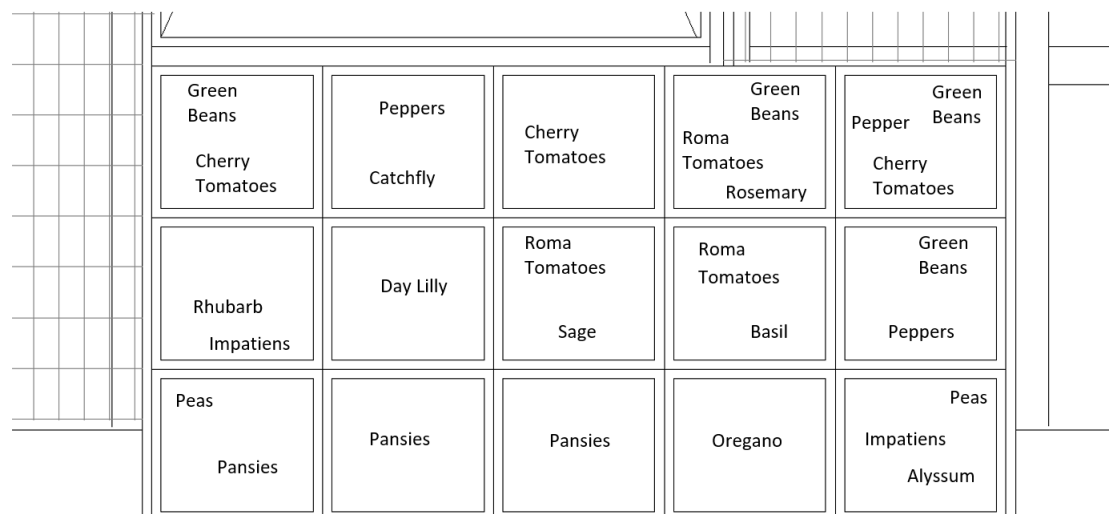 Green
Beans
Cherry
Tomatoes
Peppers
Catchfly
Cherry
Tomatoes
Green
Beans
Roma
Tomatoes
Rosemary
Green
Beans
Pepper
Cherry
Tomatoes
Rhubarb
Impatiens
Day Lilly
Roma
Tomatoes
Sage
Roma
Tomatoes
Basil
Green
Beans
Peppers
Peas
Pansies
Pansies
Pansies
Oregano
Peas
Impatiens
Alyssum